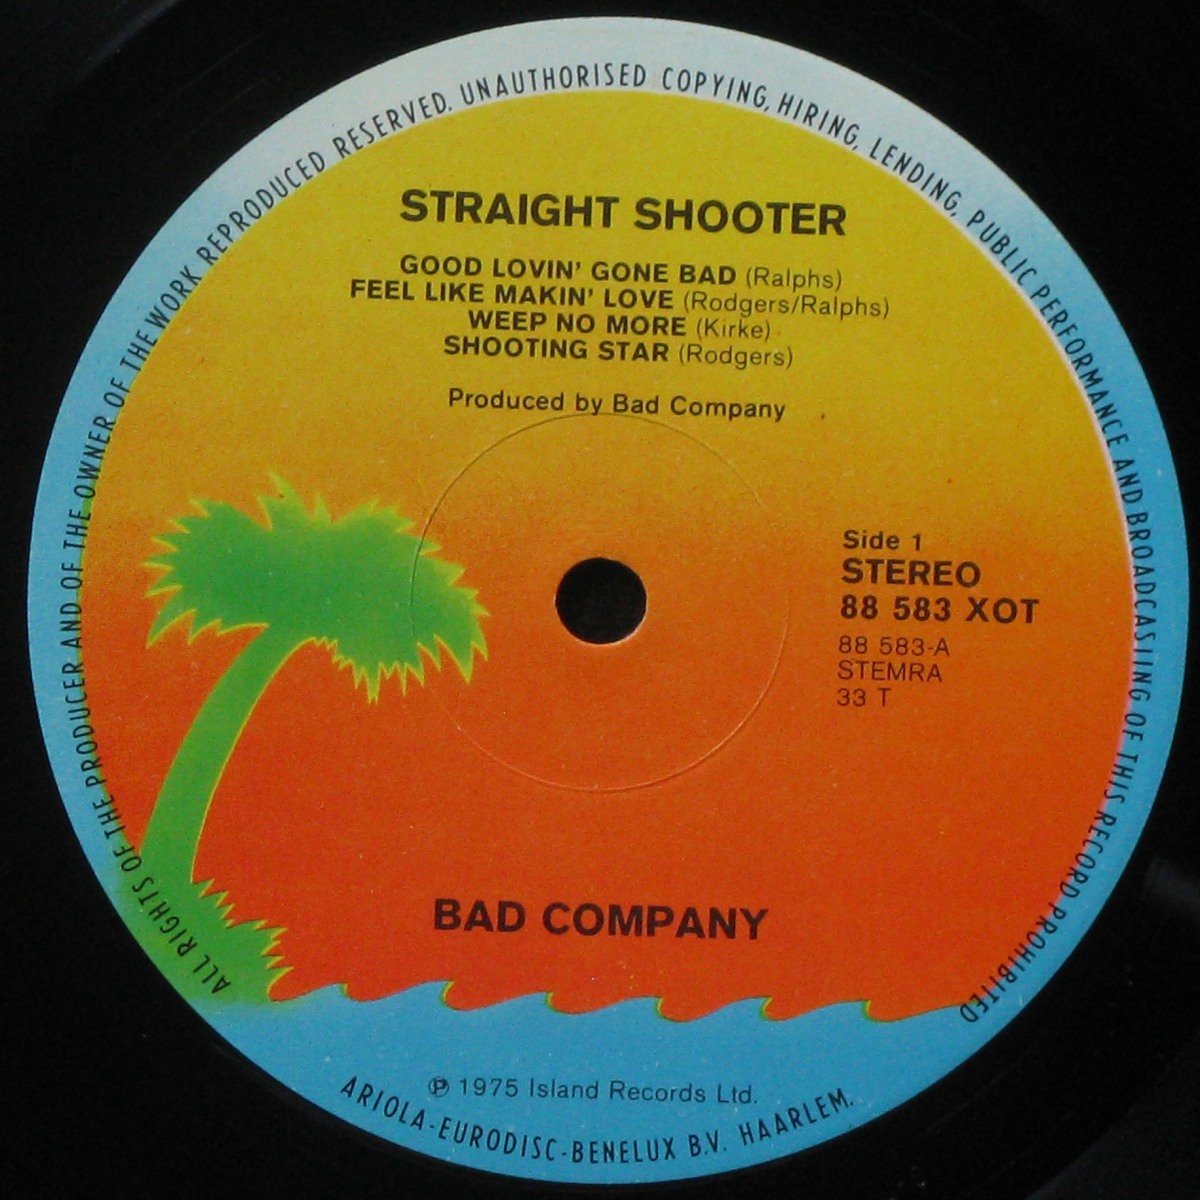 ALL RIGHTS OF THE PRODUCER AND OF THE OWNER OF THE WORK REPRODUCED RESERVED. UNAUTHORISED COPYING, HIRING, LENDING, PUBLIC PERFORMANCE AND BROADCASTING OF THIS RECORD PROHIBITED
STRAIGHT SHOOTER
GOOD LOVIN' GONE BAD (Ralphs)
FEEL LIKE MAKIN' LOVE (Rodgers/Ralphs)
WEEP NO MORE (Kirke)
SHOOTING STAR (Rodgers)
Produced by Bad Company
Side 1
STEREO
88 583 XOT
88 583-A
STEMRA
33 T
BAD COMPANY
℗ 1975 Island Records Ltd.
ARIOLA-EURODISC-BENELUX B.V. HAARLEM.